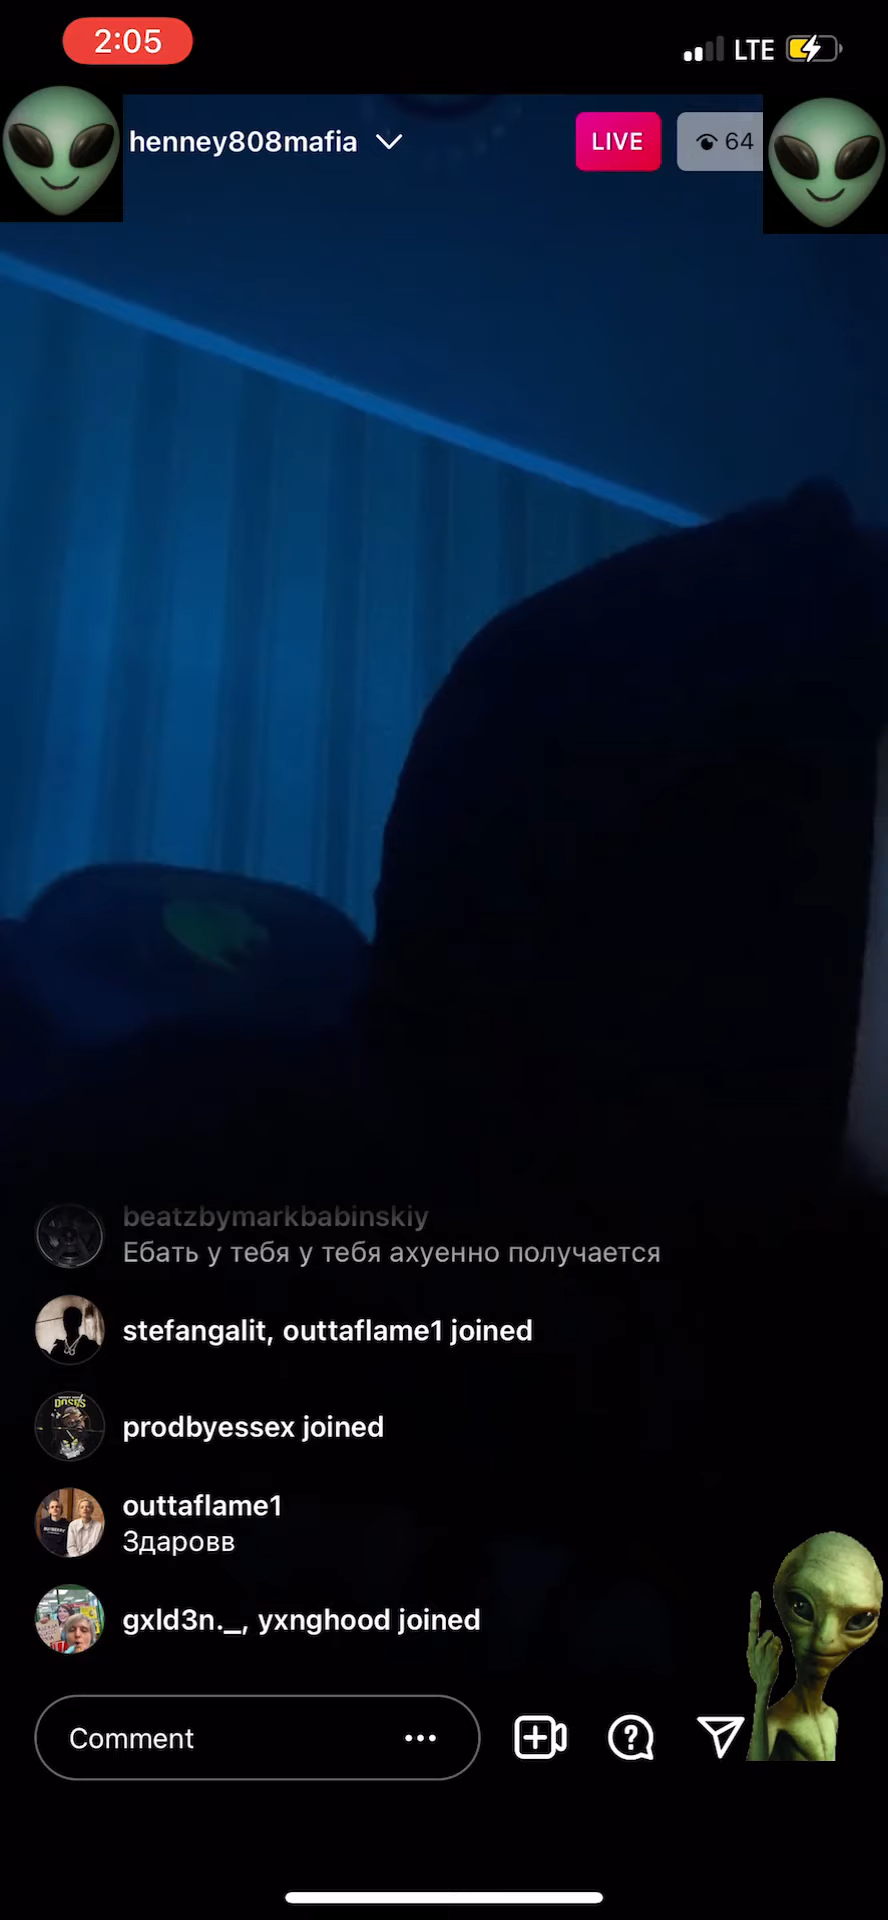 2:05
LTE
henney808mafia
LIVE
64
beatzbymarkbabinskiy
Ебать у тебя у тебя ахуенно получается
stefangalit, outtaflame1 joined
prodbyessex joined
outtaflame1
Здаровв
gxld3n._, yxnghood joined
Comment